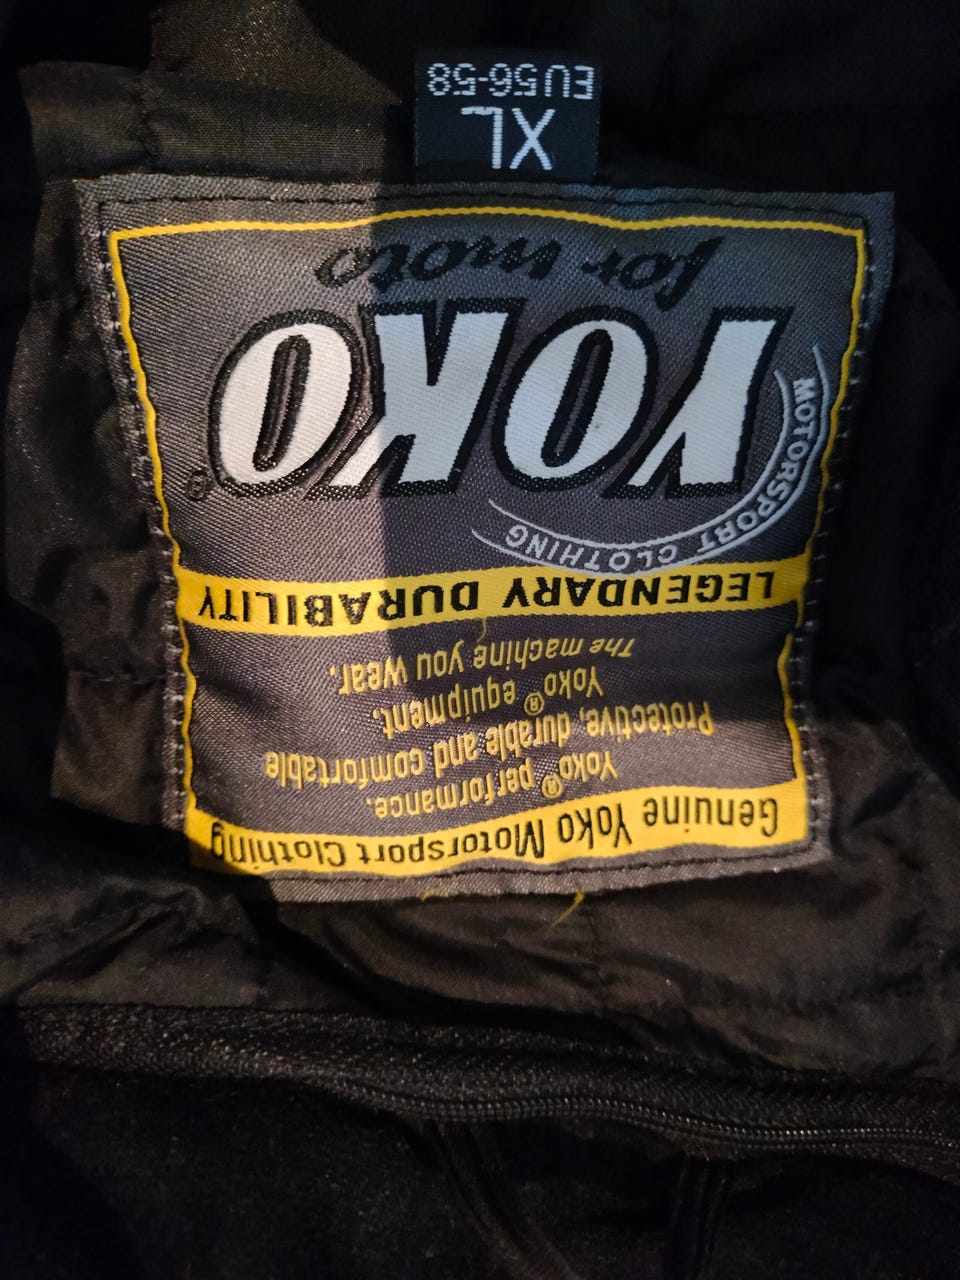 XL
EU56-58
for moto
YOKO®
MOTORSPORT CLOTHING
LEGENDARY DURABILITY
The machine you wear.
Yoko® equipment.
Protective, durable and comfortable
Yoko® performance.
Genuine Yoko Motorsport Clothing